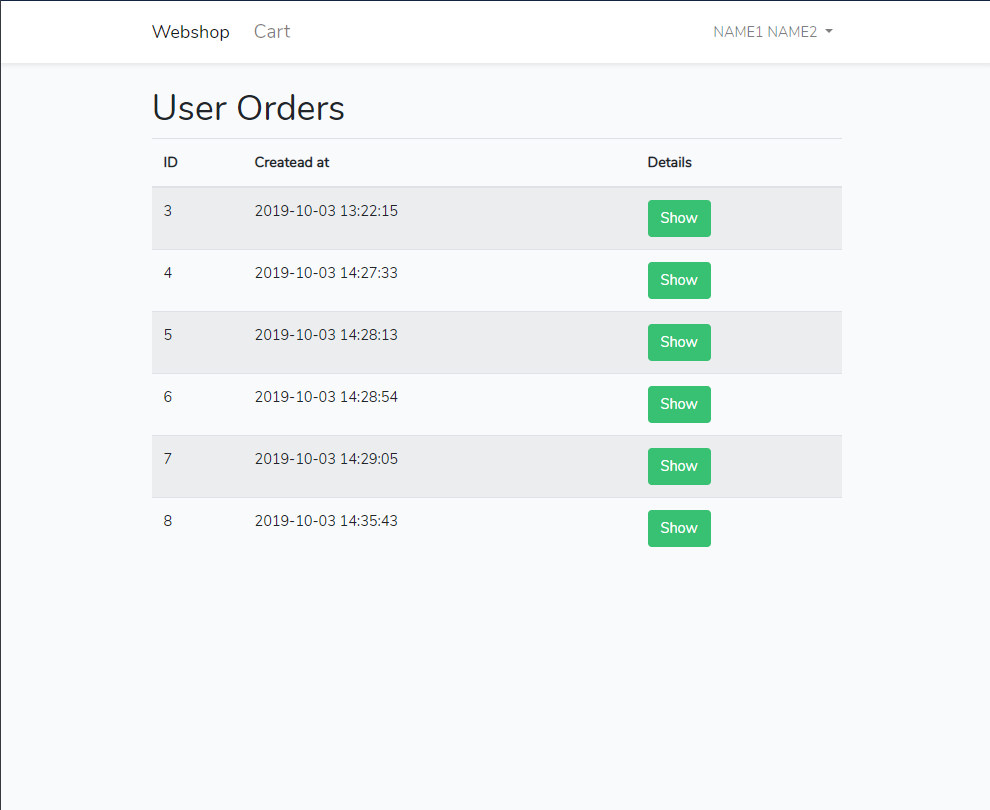 Webshop Cart NAME1 NAME2
User Orders
ID Createad at Details
3 2019-10-03 13:22:15 Show
4 2019-10-03 14:27:33 Show
5 2019-10-03 14:28:13 Show
6 2019-10-03 14:28:54 Show
7 2019-10-03 14:29:05 Show
8 2019-10-03 14:35:43 Show